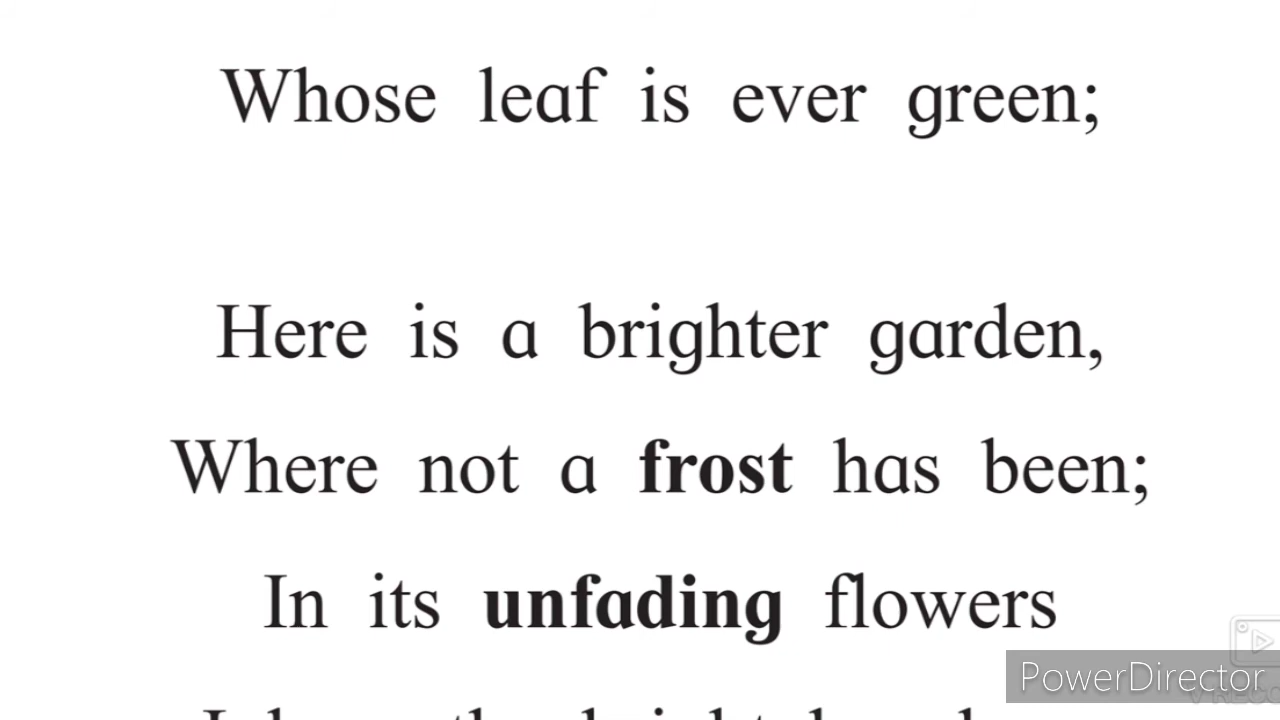 Whose leaf is ever green;
Here is a brighter garden,
Where not a frost has been;
In its unfading flowers
PowerDirector